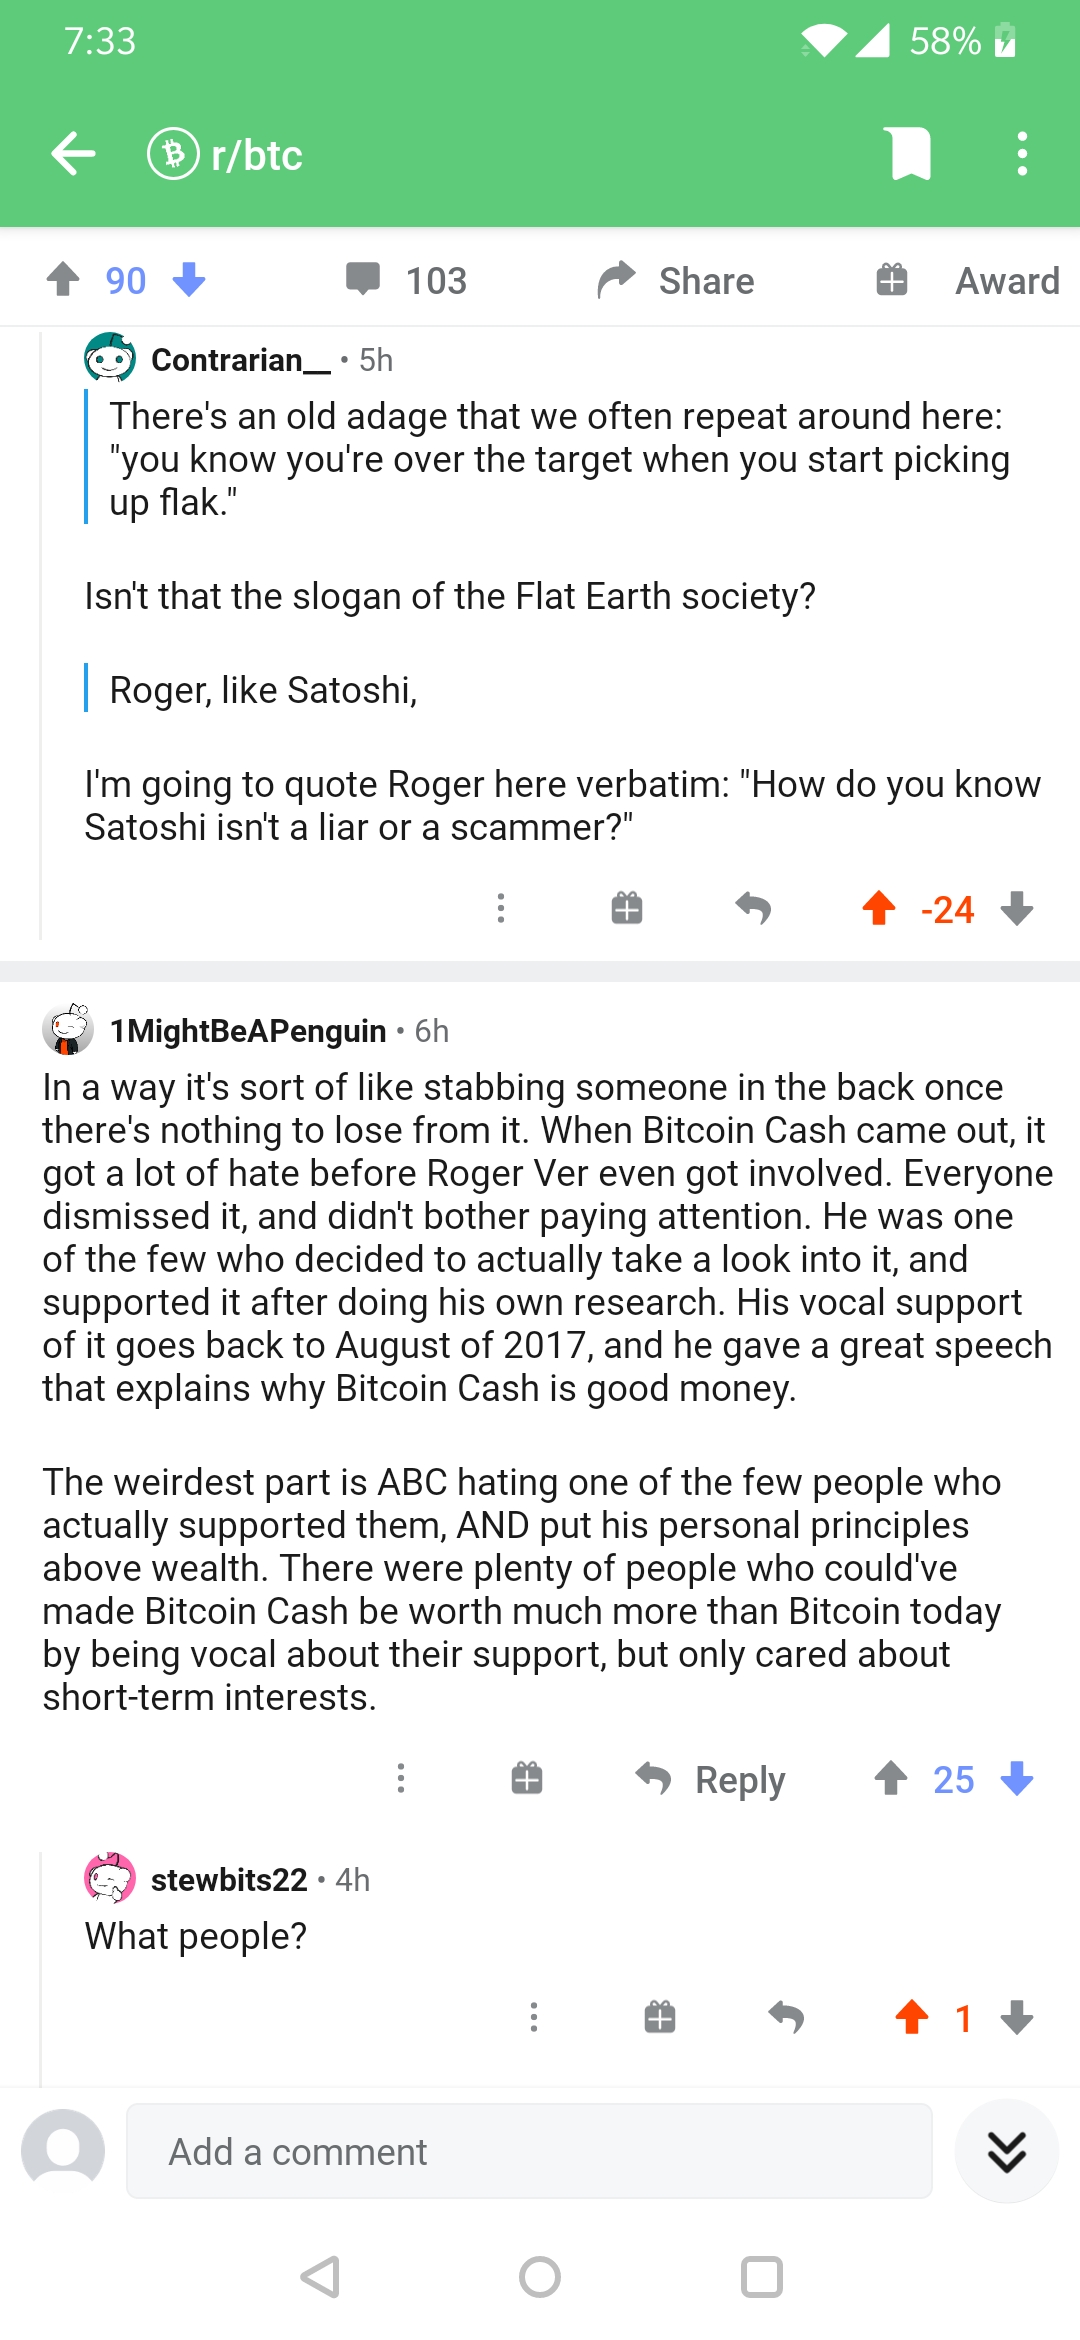 7:33
58%
r/btc
90
103
Share
Award
Contrarian__ • 5h
There's an old adage that we often repeat around here:
"you know you're over the target when you start picking
up flak."
Isn't that the slogan of the Flat Earth society?
Roger, like Satoshi,
I'm going to quote Roger here verbatim: "How do you know
Satoshi isn't a liar or a scammer?"
-24
1MightBeAPenguin • 6h
In a way it's sort of like stabbing someone in the back once
there's nothing to lose from it. When Bitcoin Cash came out, it
got a lot of hate before Roger Ver even got involved. Everyone
dismissed it, and didn't bother paying attention. He was one
of the few who decided to actually take a look into it, and
supported it after doing his own research. His vocal support
of it goes back to August of 2017, and he gave a great speech
that explains why Bitcoin Cash is good money.
The weirdest part is ABC hating one of the few people who
actually supported them, AND put his personal principles
above wealth. There were plenty of people who could've
made Bitcoin Cash be worth much more than Bitcoin today
by being vocal about their support, but only cared about
short-term interests.
Reply
25
stewbits22 • 4h
What people?
1
Add a comment